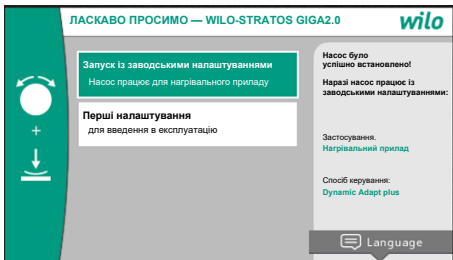 ЛАСКАВО ПРОСИМО — WILO-STRATOS GIGA2.0
wilo
Запуск із заводськими налаштуваннями
Насос працює для нагрівального приладу
Перші налаштування
для введення в експлуатацію
+
Насос було
успішно встановлено!
Наразі насос працює із
заводськими налаштуваннями:
Застосування.
Нагрівальний прилад
Спосіб керування:
Dynamic Adapt plus
Language